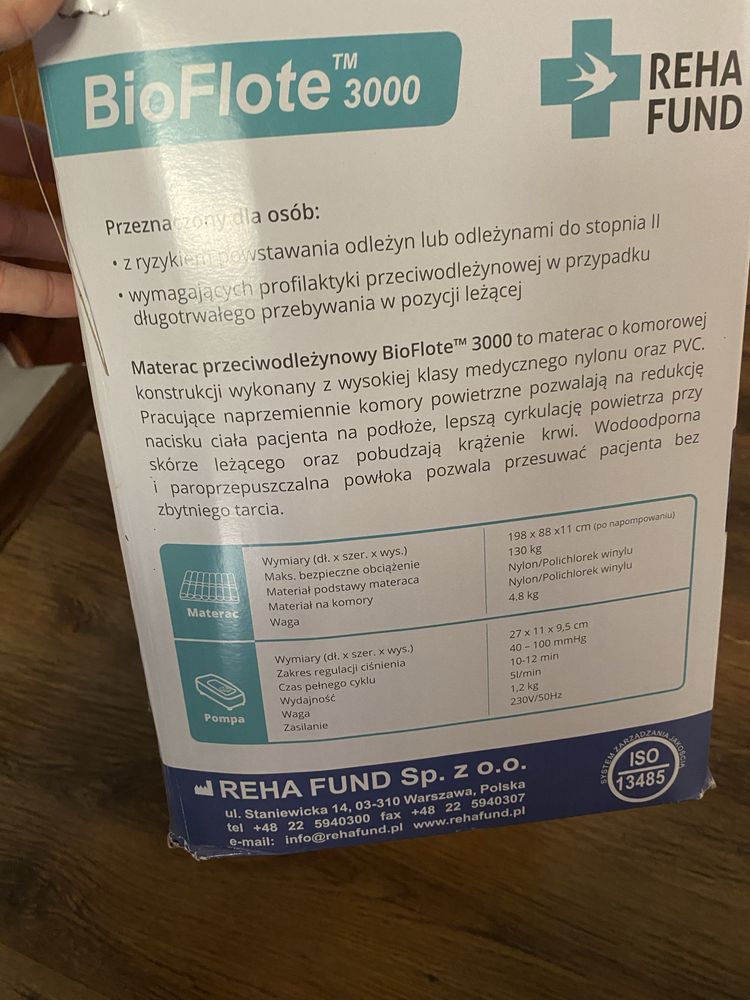 BioFlote™ 3000
REHA
FUND
Przeznaczony dla osób:
• z ryzykiem powstawania odleżyn lub odleżynami do stopnia II
• wymagających profilaktyki przeciwodleżynowej w przypadku
długotrwałego przebywania w pozycji leżącej
Materac przeciwodleżynowy BioFlote™ 3000 to materac o komorowej
konstrukcji wykonany z wysokiej klasy medycznego nylonu oraz PVC.
Pracujące naprzemiennie komory powietrzne pozwalają na redukcję
nacisku ciała pacjenta na podłoże, lepszą cyrkulację powietrza przy
skórze leżącego oraz pobudzają krążenie krwi. Wodoodporna
i paroprzepuszczalna powłoka pozwala przesuwać pacjenta bez
zbytniego tarcia.
Materac
Wymiary (dł. x szer. x wys.) 198 x 88 x11 cm (po napompowaniu)
Maks. bezpieczne obciążenie 130 kg
Materiał podstawy materaca Nylon/Polichlorek winylu
Materiał na komory Nylon/Polichlorek winylu
Waga 4,8 kg
Pompa
Wymiary (dł. x szer. x wys.) 27 x 11 x 9,5 cm
Zakres regulacji ciśnienia 40 – 100 mmHg
Czas pełnego cyklu 10-12 min
Wydajność 5l/min
Waga 1,2 kg
Zasilanie 230V/50Hz
REHA FUND Sp. z o.o.
ul. Staniewicka 14, 03-310 Warszawa, Polska
tel +48 22 5940300 fax +48 22 5940307
e-mail: info@rehafund.pl www.rehafund.pl
SYSTEM ZARZĄDZANIA JAKOŚCIĄ
ISO
13485